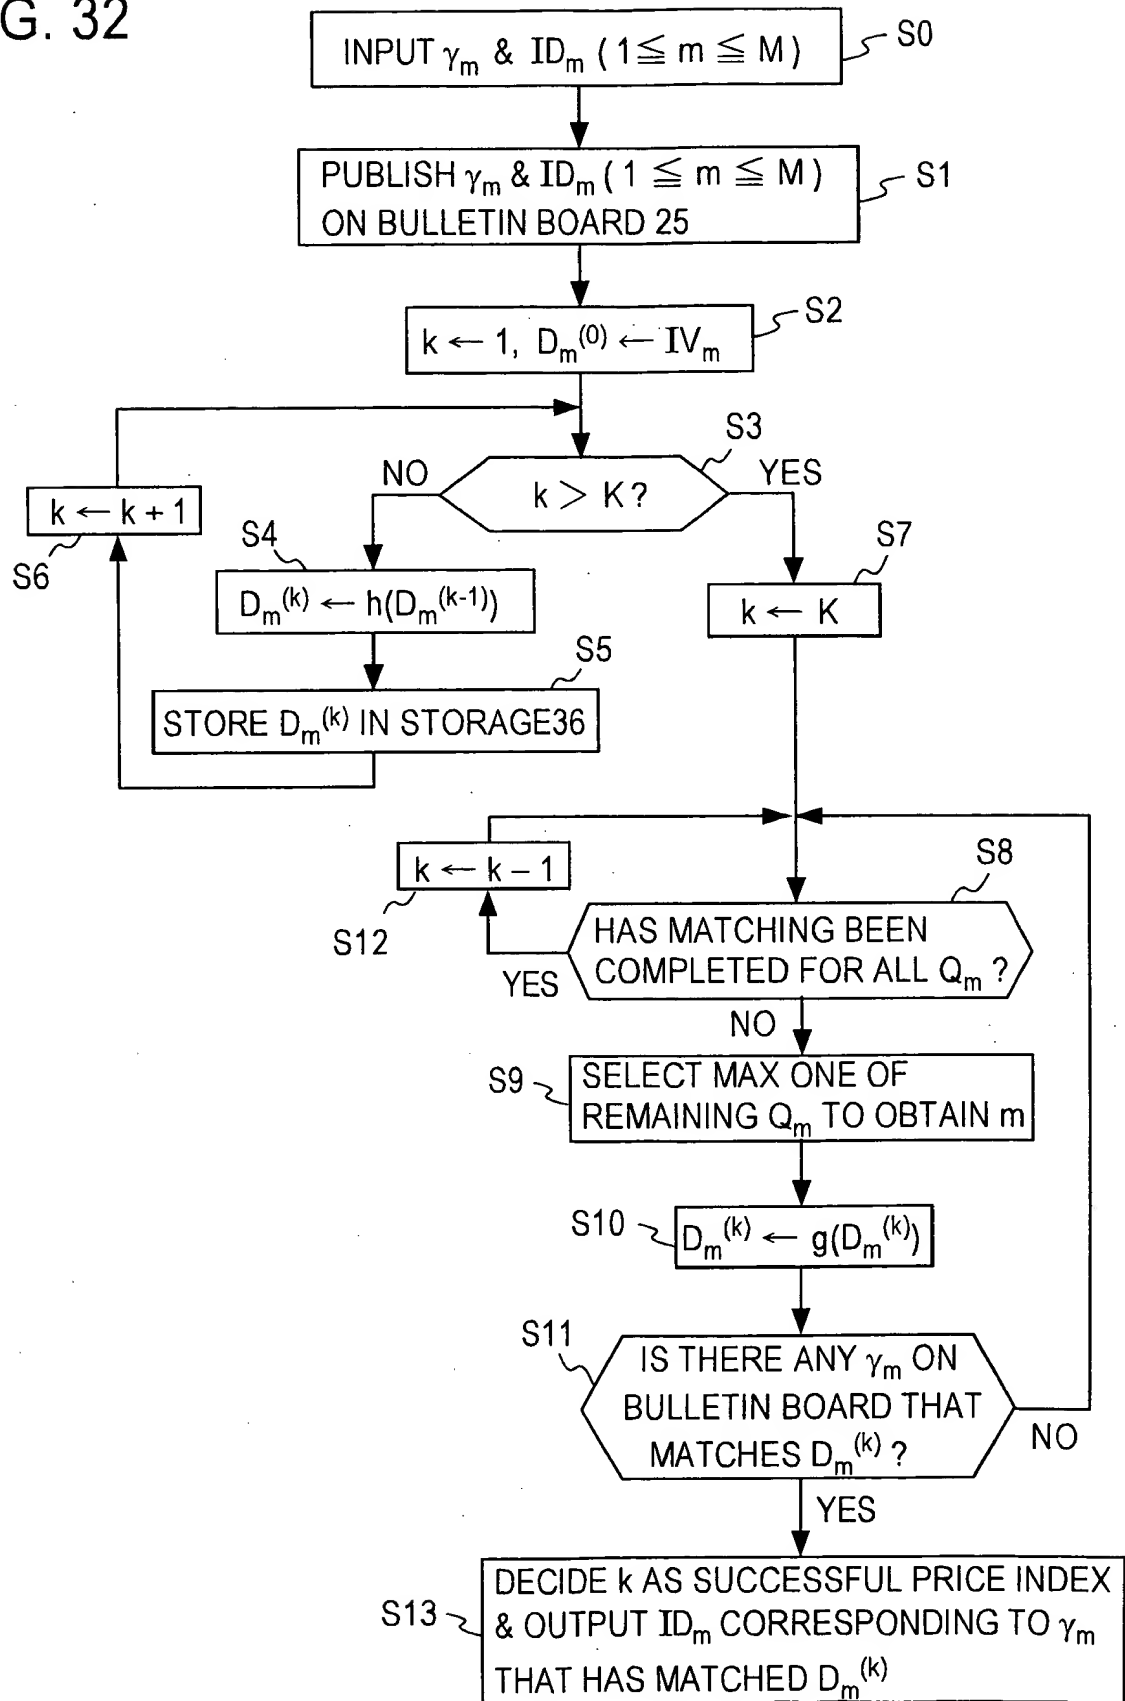 G. 32
INPUT γm & IDm ( 1 ≦ m ≦ M )
S0
PUBLISH γm & IDm ( 1 ≦ m ≦ M )
ON BULLETIN BOARD 25
S1
k ← 1, Dm(0) ← IVm
S2
S3
NO
k > K?
YES
k ← k + 1
S6
S4
Dm(k) ← h(Dm(k-1))
S7
k ← K
S5
STORE Dm(k) IN STORAGE36
k ← k – 1
S12
S8
HAS MATCHING BEEN
COMPLETED FOR ALL Qm ?
YES
NO
S9
SELECT MAX ONE OF
REMAINING Qm TO OBTAIN m
S10
Dm(k) ← g(Dm(k))
S11
IS THERE ANY γm ON
BULLETIN BOARD THAT
MATCHES Dm(k) ?
NO
YES
S13
DECIDE k AS SUCCESSFUL PRICE INDEX
& OUTPUT IDm CORRESPONDING TO γm
THAT HAS MATCHED Dm(k)